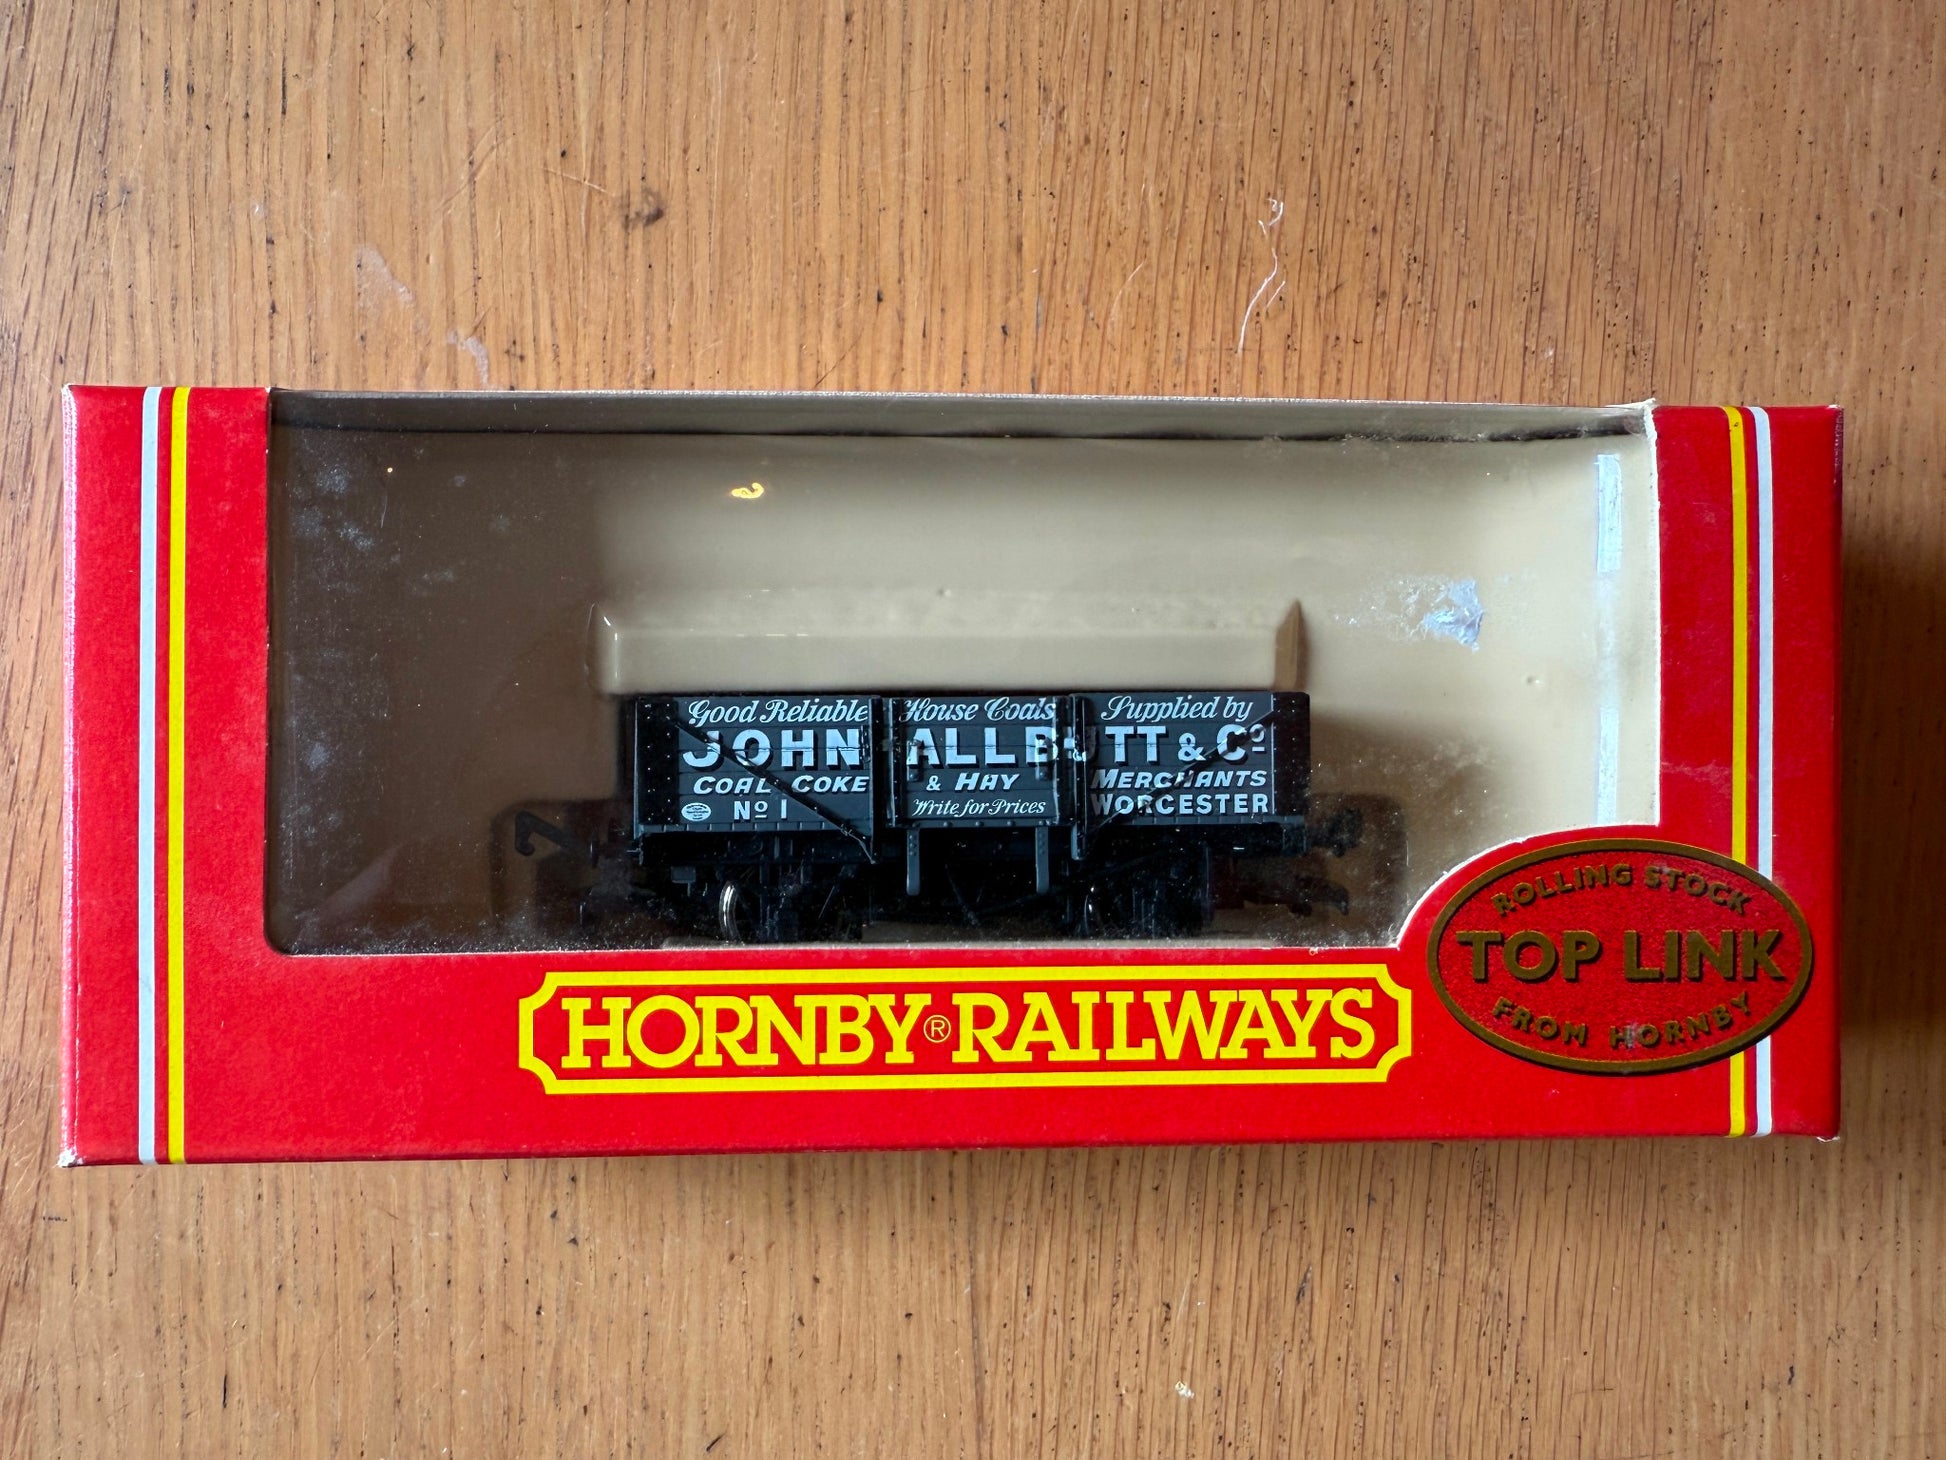 Good Reliable House Coals Supplied by
JOHN ALLBUTT & Cº
COAL COKE & HAY MERCHANTS
Nº 1 Write for Prices WORCESTER
ROLLING STOCK
TOP LINK
FROM HORNBY
HORNBY® RAILWAYS